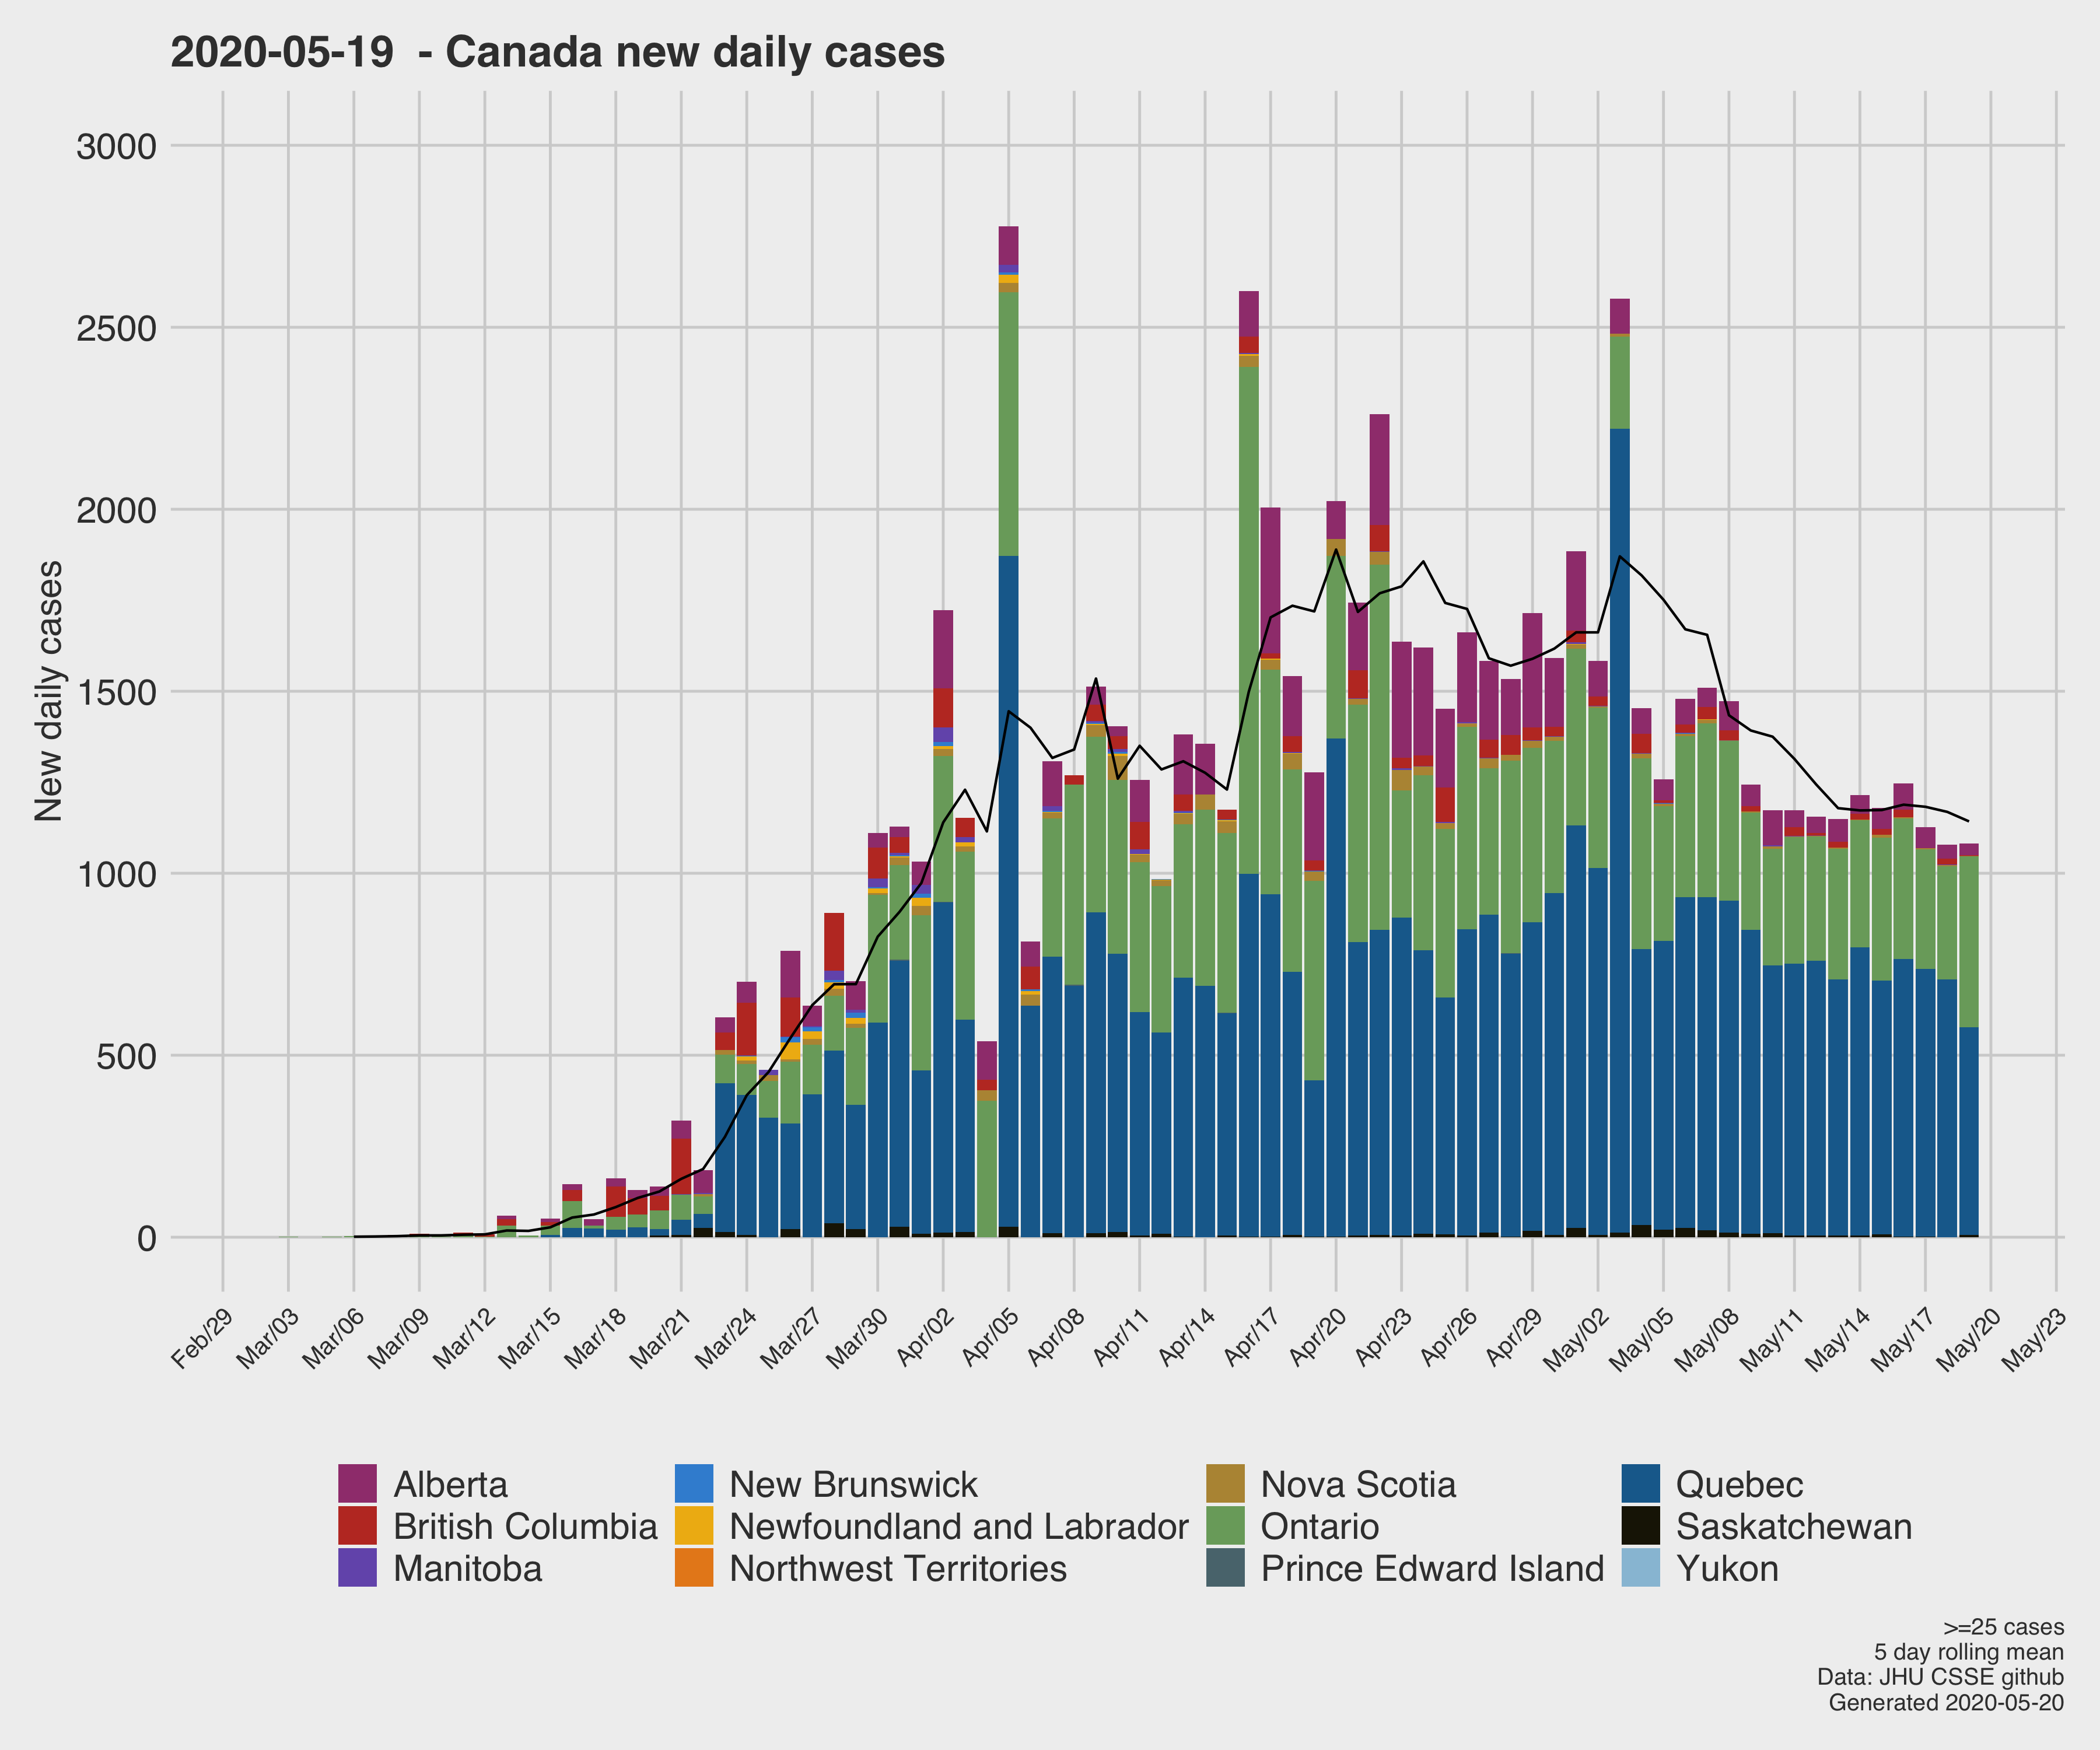 2020-05-19 - Canada new daily cases
New daily cases
3000
2500
2000
1500
1000
500
0
Feb/29
Mar/03
Mar/06
Mar/09
Mar/12
Mar/15
Mar/18
Mar/21
Mar/24
Mar/27
Mar/30
Apr/02
Apr/05
Apr/08
Apr/11
Apr/14
Apr/17
Apr/20
Apr/23
Apr/26
Apr/29
May/02
May/05
May/08
May/11
May/14
May/17
May/20
May/23
Alberta
British Columbia
Manitoba
New Brunswick
Newfoundland and Labrador
Northwest Territories
Nova Scotia
Ontario
Prince Edward Island
Quebec
Saskatchewan
Yukon
>=25 cases
5 day rolling mean
Data: JHU CSSE github
Generated 2020-05-20